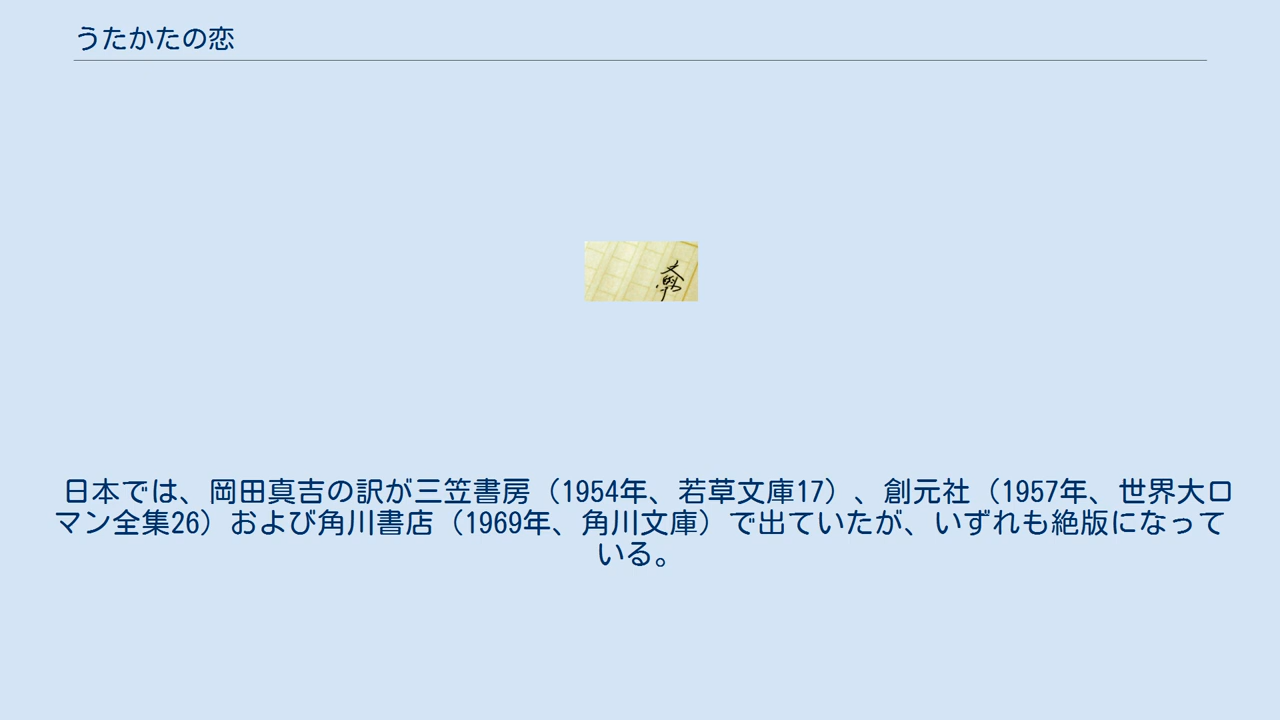 うたかたの恋
日本では、岡田真吉の訳が三笠書房（1954年、若草文庫17）、創元社（1957年、世界大ロ
マン全集26）および角川書店（1969年、角川文庫）で出ていたが、いずれも絶版になって
いる。